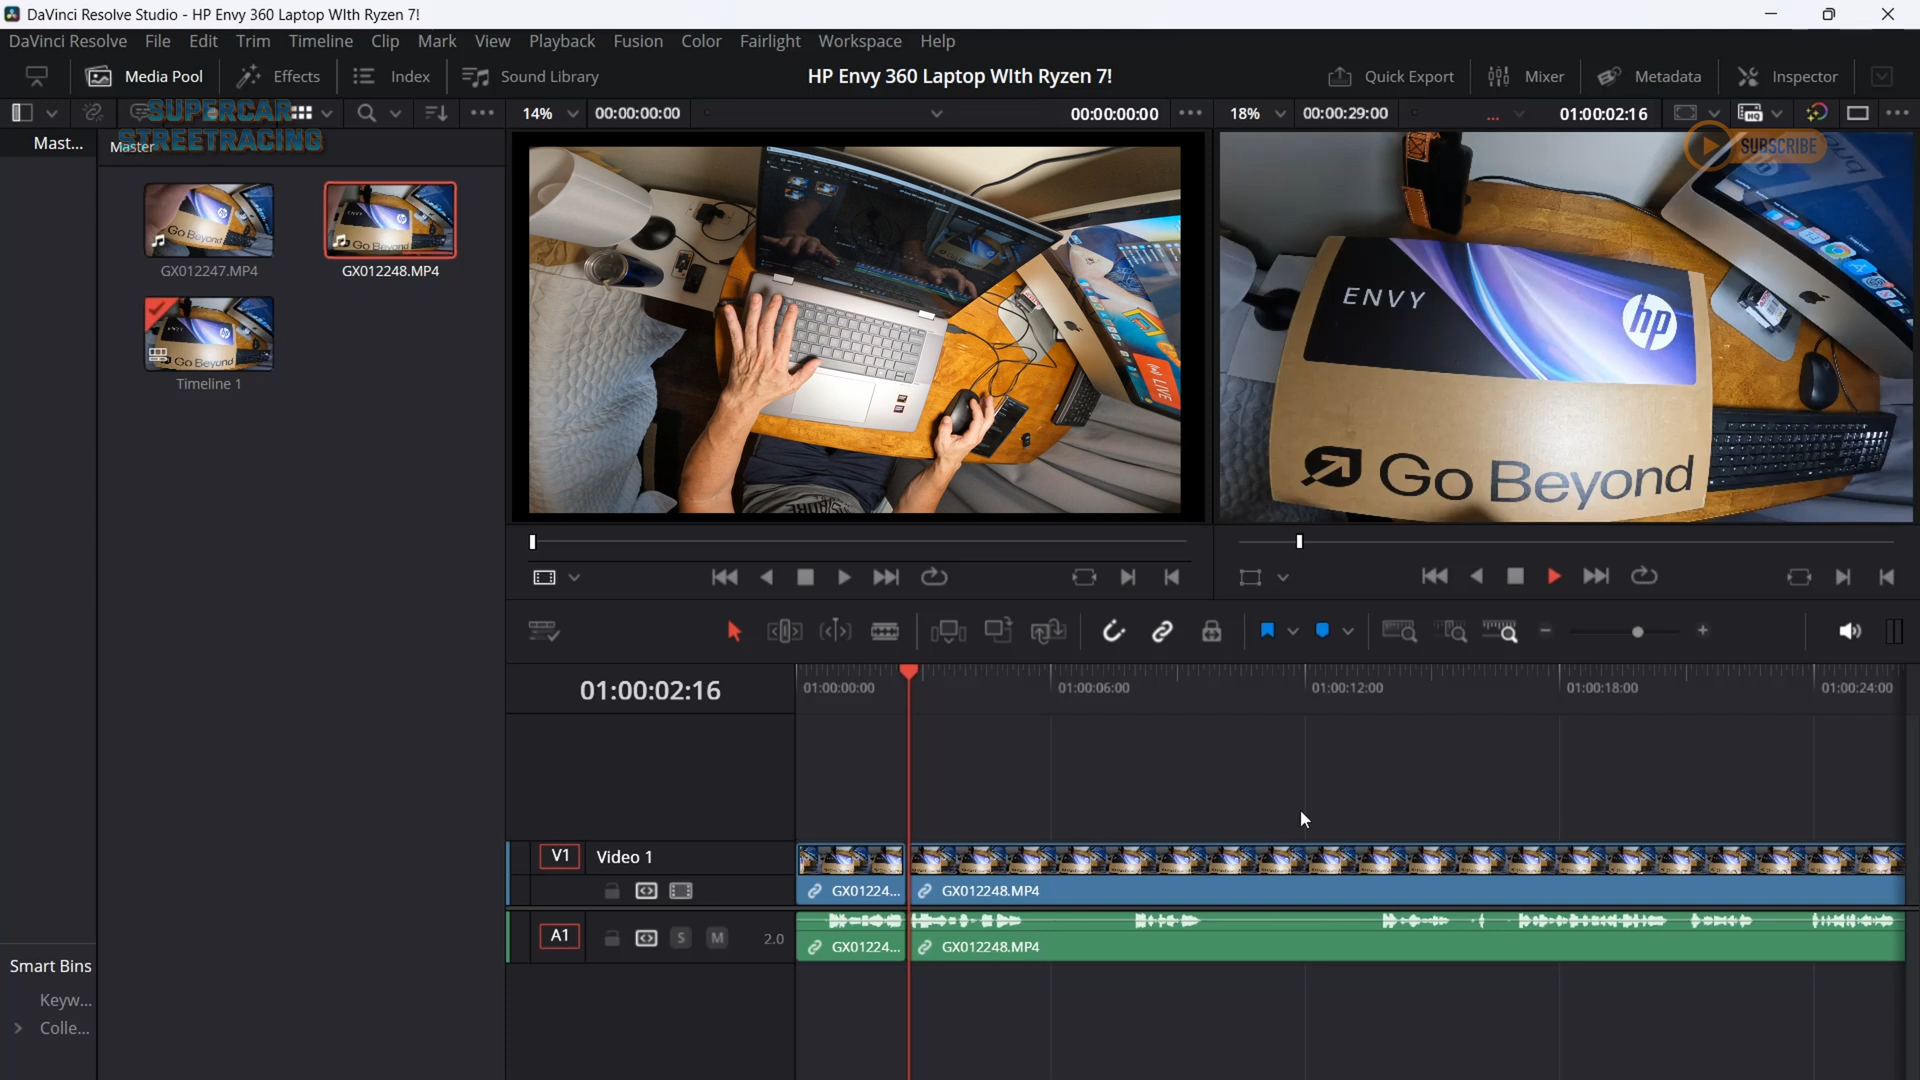 DaVinci Resolve Studio - HP Envy 360 Laptop WIth Ryzen 7!
DaVinci Resolve File Edit Trim Timeline Clip Mark View Playback Fusion Color Fairlight Workspace Help
Media Pool Effects Index Sound Library HP Envy 360 Laptop WIth Ryzen 7! Quick Export Mixer Metadata Inspector
14% 00:00:00:00 00:00:00:00 18% 00:00:29:00 ... 01:00:02:16
SUPERCAR
STREETRACING
Mast... Master
SUBSCRIBE
GX012247.MP4 GX012248.MP4
Timeline 1
LIVE
ENVY
hp
Go Beyond
01:00:02:16
01:00:00:00 01:00:06:00 01:00:12:00 01:00:18:00 01:00:24:00
V1 Video 1
GX01224... GX012248.MP4
A1 S M 2.0
GX01224... GX012248.MP4
Smart Bins
Keyw...
Colle...